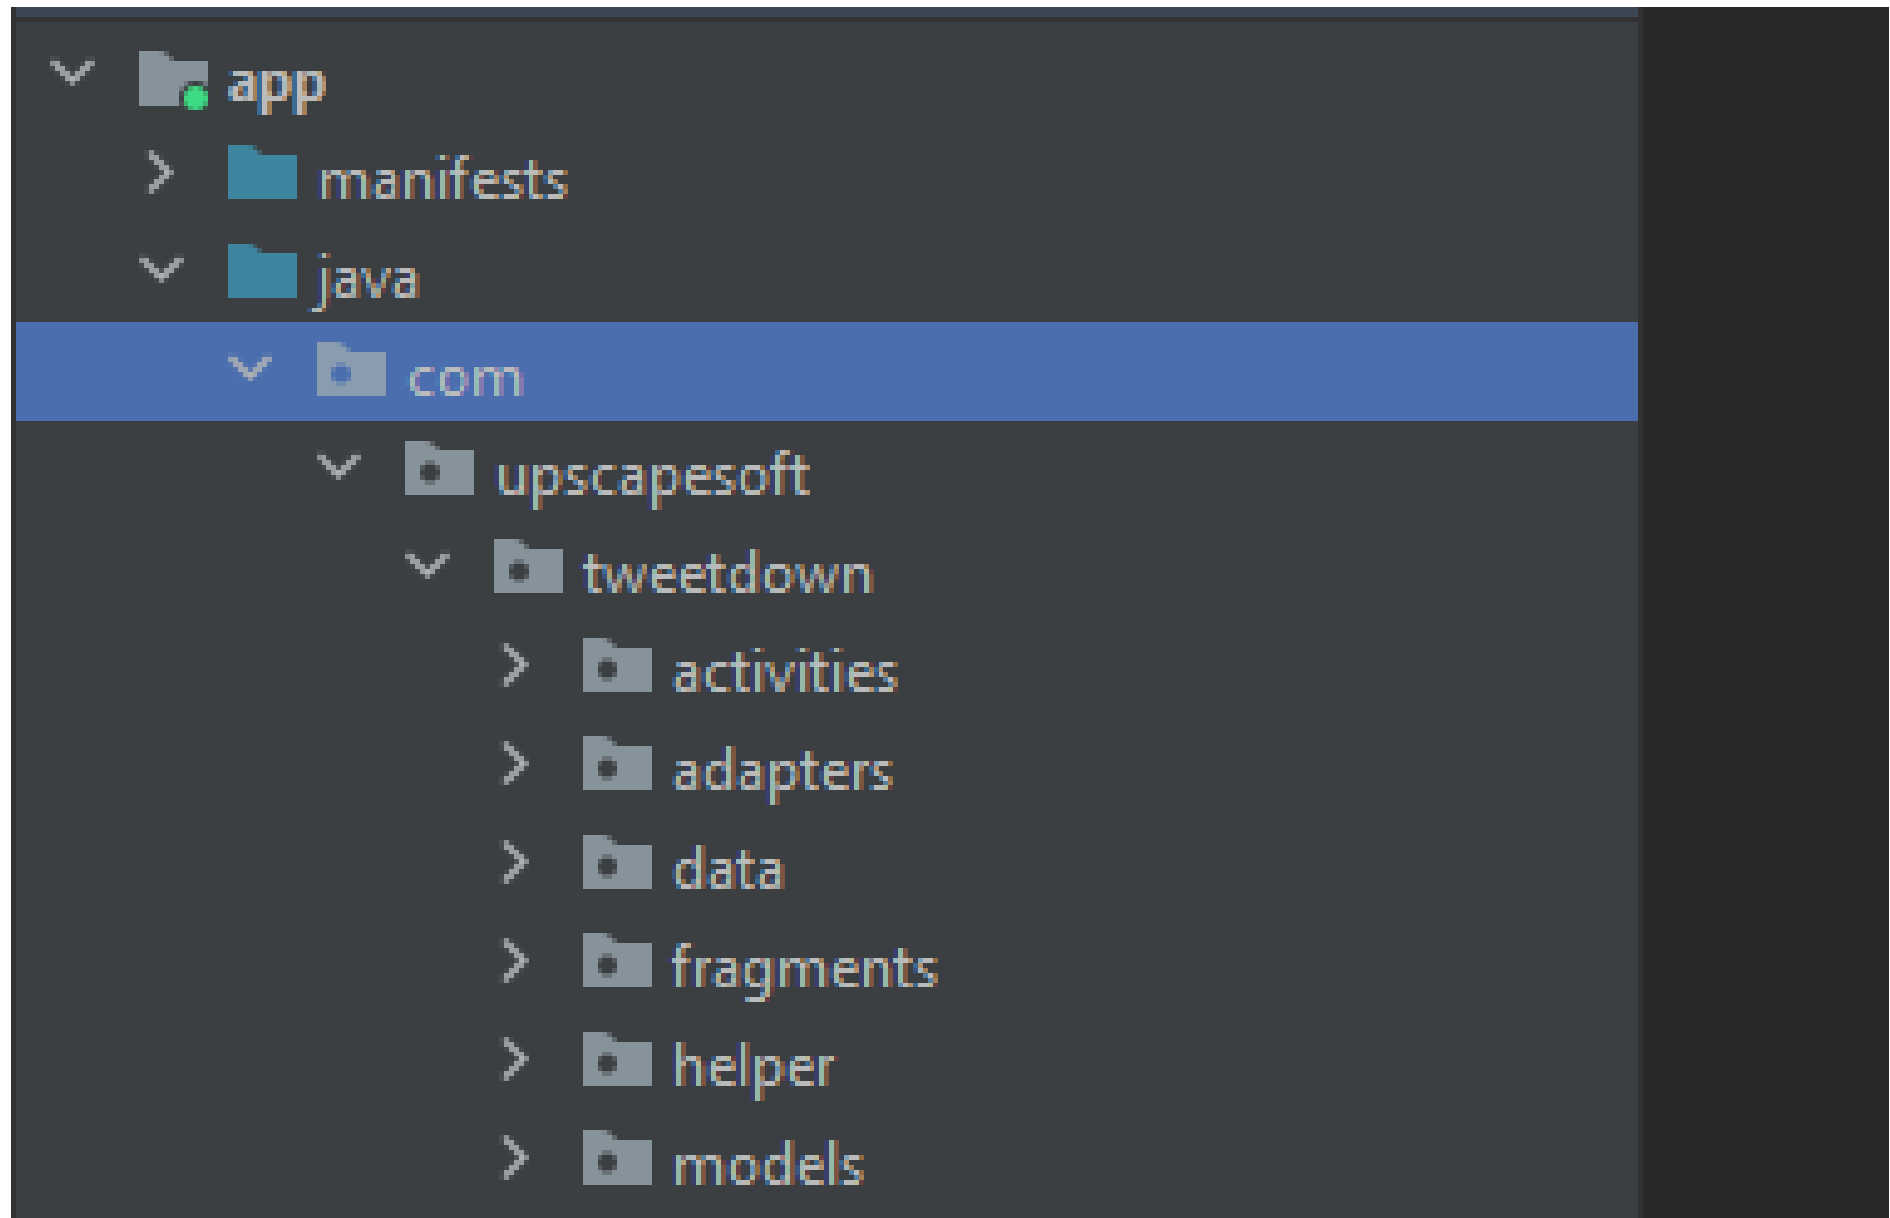 app
manifests
java
com
upscapesoft
tweetdown
activities
adapters
data
fragments
helper
models